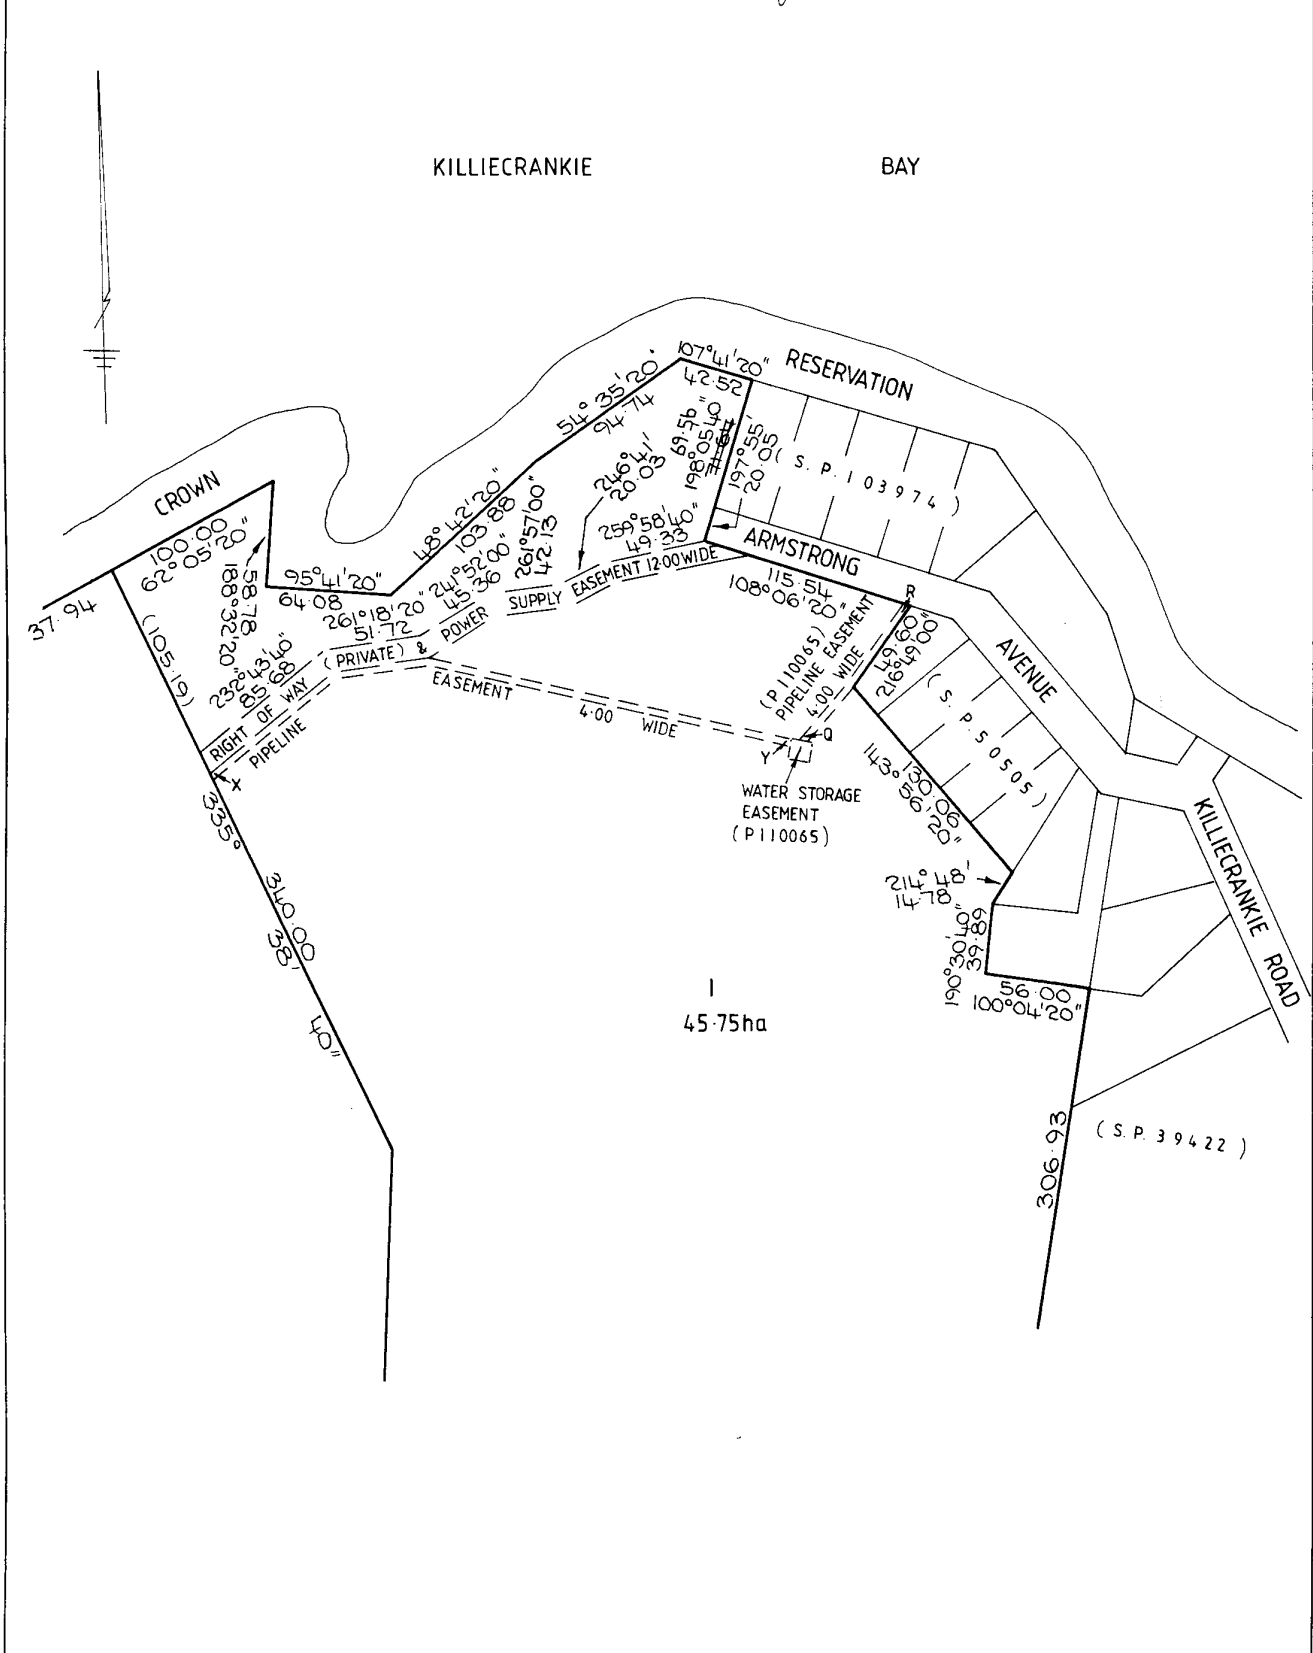 KILLIECRANKIE BAY
RESERVATION
CROWN
107°41'20"
42·52
54°35'20"
94·74
48°42'20"
103·88
100·00
62°05'20"
37·94
58·78
188°32'20"
95°41'20"
64·08
(105·19)
232°43'40"
85·68
261°18'20"
51·72
241°52'00"
45·36
261°57'00"
42·13
246°41'
20·03
259°58'40"
49·33
69·56
198°05'40"
197°55'
20·05
(S.P.103974)
ARMSTRONG
AVENUE
115·54
108°06'20"
R
RIGHT OF WAY (PRIVATE) & POWER SUPPLY EASEMENT 12·00 WIDE
PIPELINE EASEMENT 4·00 WIDE
X
Y
Q
(P110065)
PIPELINE EASEMENT
4·00 WIDE
49·60
216°49'00"
(S.P.50505)
WATER STORAGE
EASEMENT
(P110065)
130·06
143°56'20"
214°48'
14·78
190°30'40"
39·89
56·00
100°04'20"
KILLIECRANKIE ROAD
335°38'40"
340·00
1
45·75ha
306·93
(S.P.39422)